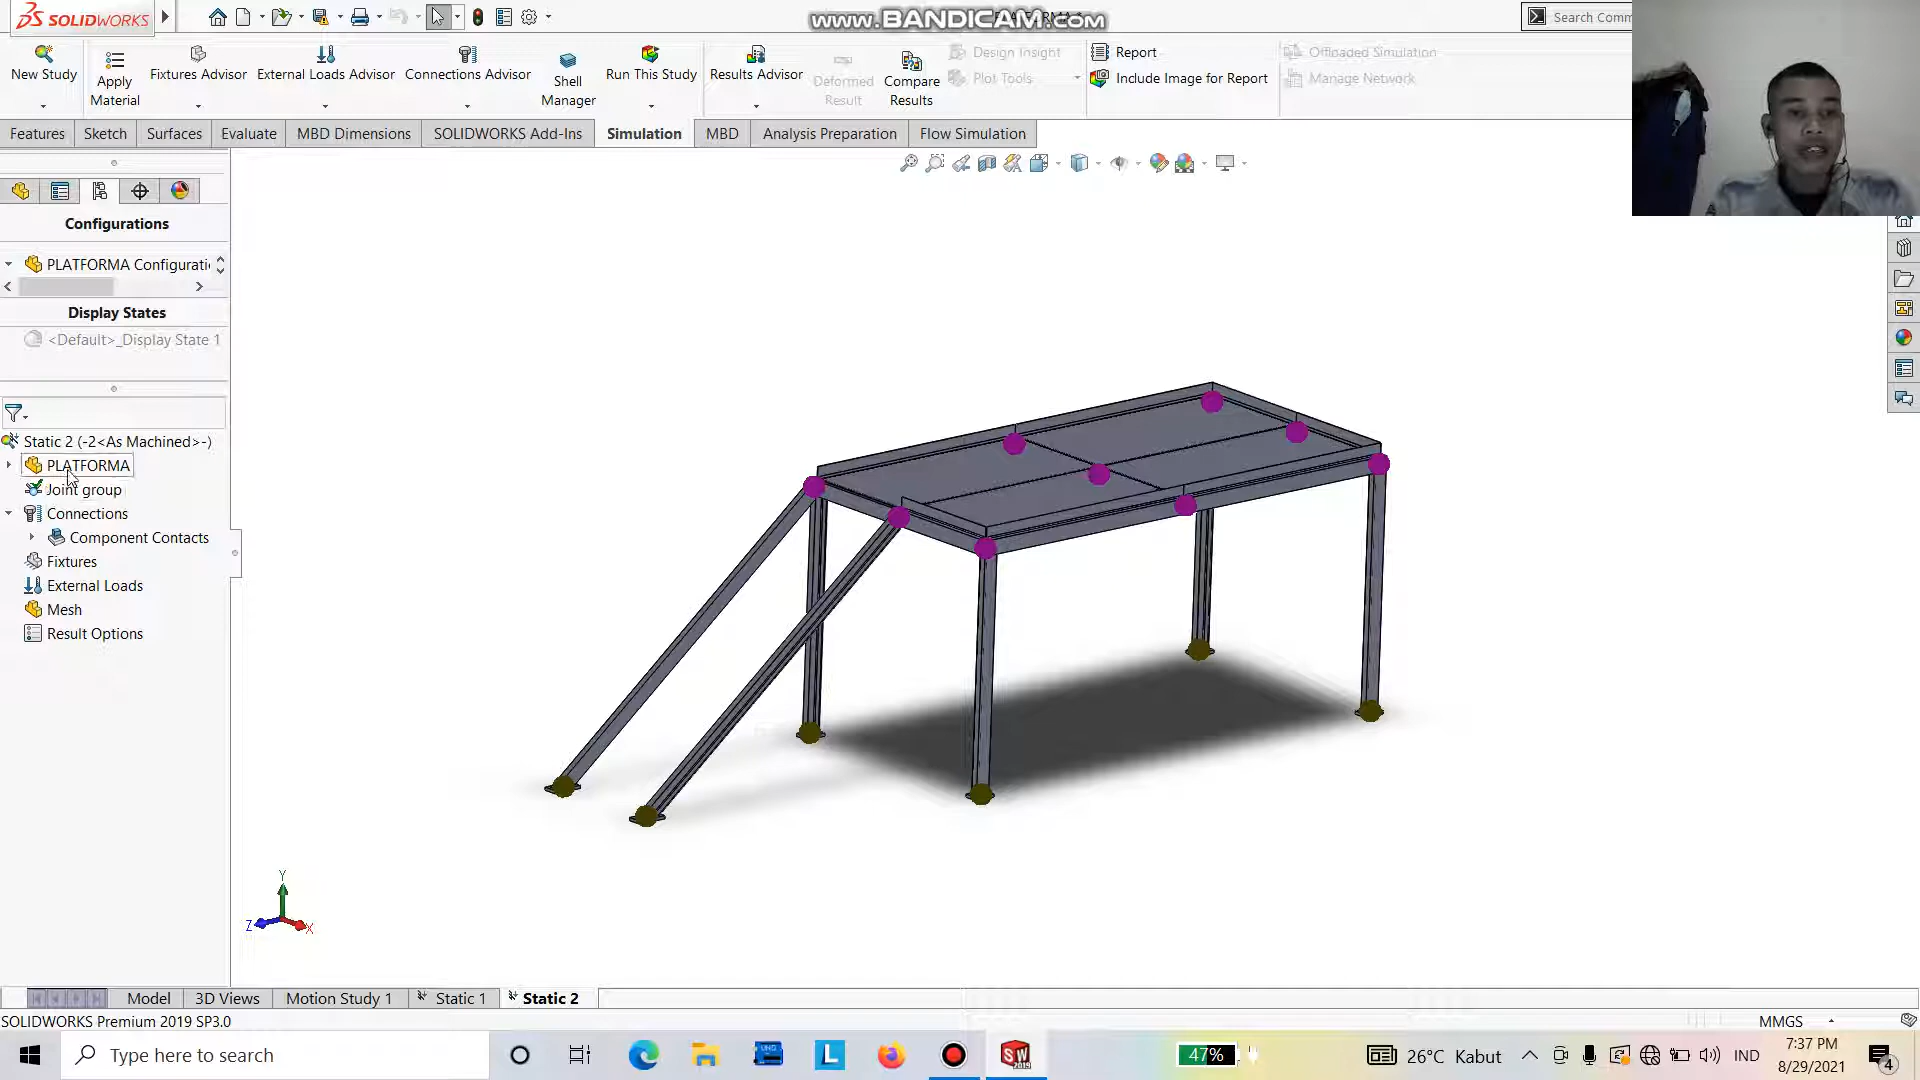 SOLIDWORKS
www.BANDICAM.com
Search Comm
New Study
Apply Material
Fixtures Advisor
External Loads Advisor
Connections Advisor
Shell Manager
Run This Study
Results Advisor
Deformed Result
Compare Results
Design Insight
Plot Tools
Report
Include Image for Report
Offloaded Simulation
Manage Network
Features
Sketch
Surfaces
Evaluate
MBD Dimensions
SOLIDWORKS Add-Ins
Simulation
MBD
Analysis Preparation
Flow Simulation
Configurations
PLATFORMA Configurati
Display States
<Default>_Display State 1
Static 2 (-2<As Machined>-)
PLATFORMA
Joint group
Connections
Component Contacts
Fixtures
External Loads
Mesh
Result Options
Y
Z
X
Model
3D Views
Motion Study 1
Static 1
Static 2
SOLIDWORKS Premium 2019 SP3.0
MMGS
Type here to search
47%
26°C Kabut
IND
7:37 PM
8/29/2021
4